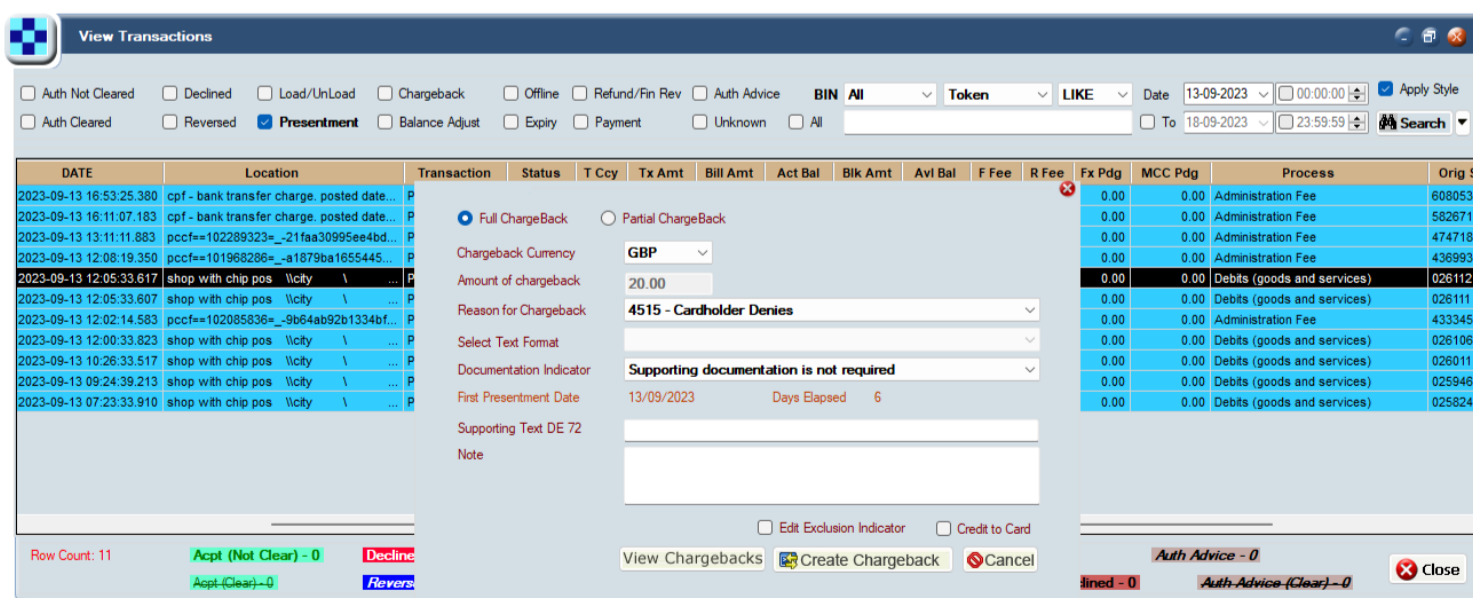 View Transactions
Auth Not Cleared Declined Load/UnLoad Chargeback Offline Refund/Fin Rev Auth Advice BIN All Token LIKE Date 13-09-2023 00:00:00 Apply Style
Auth Cleared Reversed Presentment Balance Adjust Expiry Payment Unknown All To 18-09-2023 23:59:59 Search
DATE Location Transaction Status T Ccy Tx Amt Bill Amt Act Bal Blk Amt Avl Bal F Fee R Fee Fx Pdg MCC Pdg Process Orig S
2023-09-13 16:53:25.380 cpf - bank transfer charge. posted date... P 0.00 0.00 Administration Fee 608053
2023-09-13 16:11:07.183 cpf - bank transfer charge. posted date... P 0.00 0.00 Administration Fee 582671
2023-09-13 13:11:11.883 pccf==102289323=_-21faa30995ee4bd... P 0.00 0.00 Administration Fee 474718
2023-09-13 12:08:19.350 pccf==101968286=_-a1879ba1655445... P 0.00 0.00 Administration Fee 436993
2023-09-13 12:05:33.617 shop with chip pos \\city \ ... P 0.00 0.00 Debits (goods and services) 026112
2023-09-13 12:05:33.607 shop with chip pos \\city \ ... P 0.00 0.00 Debits (goods and services) 026111
2023-09-13 12:02:14.583 pccf==102085836=_-9b64ab92b1334bf... P 0.00 0.00 Administration Fee 433345
2023-09-13 12:00:33.823 shop with chip pos \\city \ ... P 0.00 0.00 Debits (goods and services) 026106
2023-09-13 10:26:33.517 shop with chip pos \\city \ ... P 0.00 0.00 Debits (goods and services) 026011
2023-09-13 09:24:39.213 shop with chip pos \\city \ ... P 0.00 0.00 Debits (goods and services) 025946
2023-09-13 07:23:33.910 shop with chip pos \\city \ ... P 0.00 0.00 Debits (goods and services) 025824
Full ChargeBack Partial ChargeBack
Chargeback Currency GBP
Amount of chargeback 20.00
Reason for Chargeback 4515 - Cardholder Denies
Select Text Format
Documentation Indicator Supporting documentation is not required
First Presentment Date 13/09/2023 Days Elapsed 6
Supporting Text DE 72
Note
Edit Exclusion Indicator Credit to Card
View Chargebacks Create Chargeback Cancel
Row Count: 11 Acpt (Not Clear) - 0 Decline Auth Advice - 0
Acpt (Clear) - 0 Revers lined - 0 Auth Advice (Clear) - 0
Close